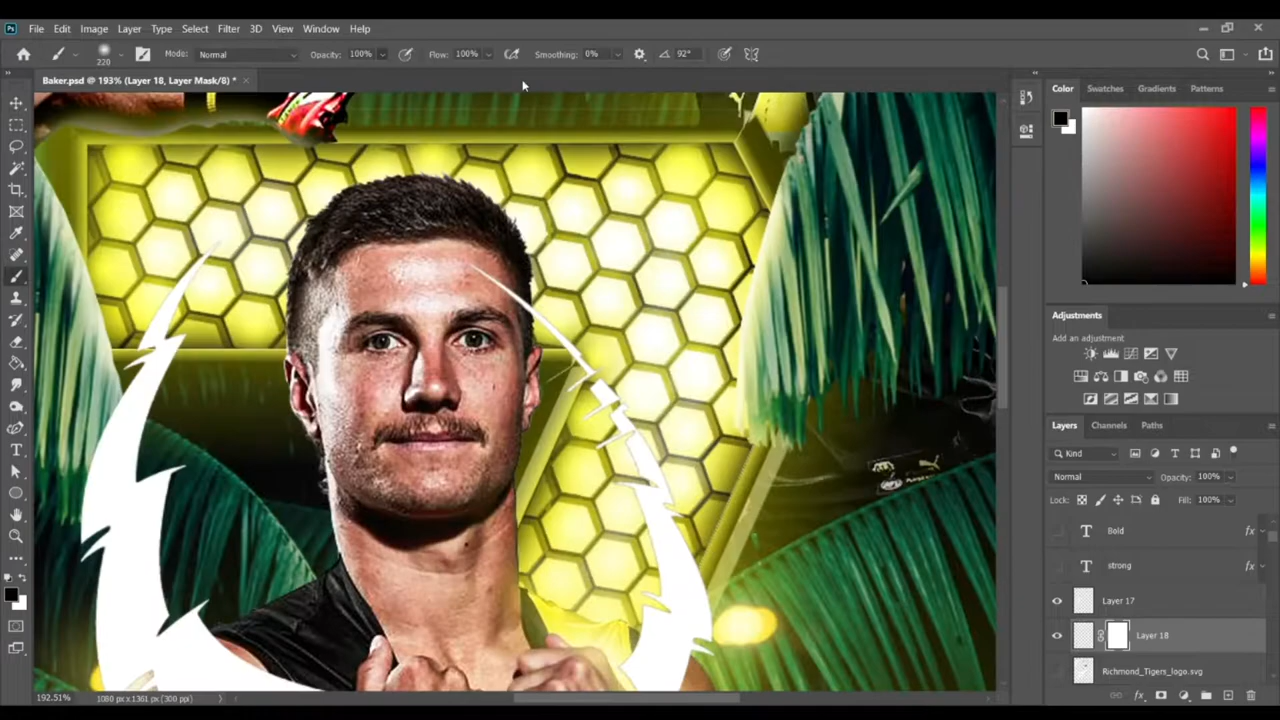 Ps File Edit Image Layer Type Select Filter 3D View Window Help
220 Mode: Normal Opacity: 100% Flow: 100% Smoothing: 0% 92°
Baker.psd @ 193% (Layer 18, Layer Mask/8) *
Color Swatches Gradients Patterns
Adjustments
Add an adjustment
Layers Channels Paths
Kind
Normal Opacity: 100%
Lock: Fill: 100%
T Bold fx
T strong fx
Layer 17
Layer 18
Richmond_Tigers_logo.svg
192.51% 1080 px x 1361 px (300 ppi)